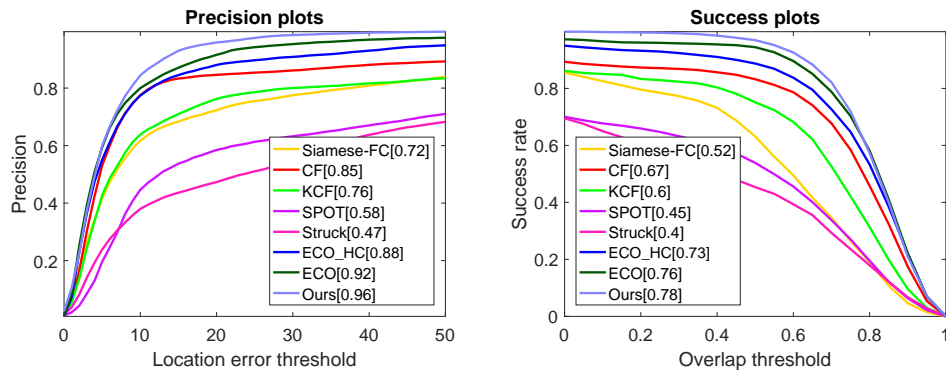 Precision plots
Precision
0.8
0.6
0.4
0.2
0
10
20
30
40
50
Location error threshold
Siamese-FC[0.72]
CF[0.85]
KCF[0.76]
SPOT[0.58]
Struck[0.47]
ECO_HC[0.88]
ECO[0.92]
Ours[0.96]
Success plots
Success rate
0.8
0.6
0.4
0.2
0
0
0.2
0.4
0.6
0.8
1
Overlap threshold
Siamese-FC[0.52]
CF[0.67]
KCF[0.6]
SPOT[0.45]
Struck[0.4]
ECO_HC[0.73]
ECO[0.76]
Ours[0.78]